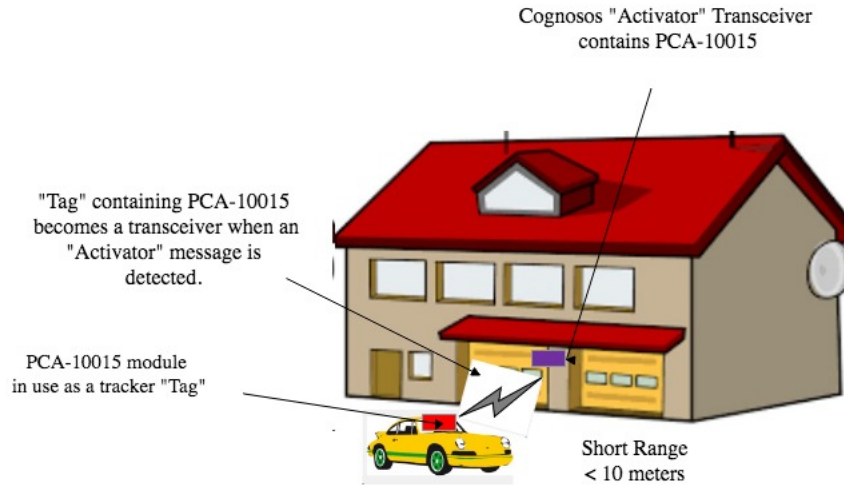 Cognosos "Activator" Transceiver
contains PCA-10015
"Tag" containing PCA-10015
becomes a transceiver when an
"Activator" message is
detected.
PCA-10015 module
in use as a tracker "Tag"
Short Range
< 10 meters